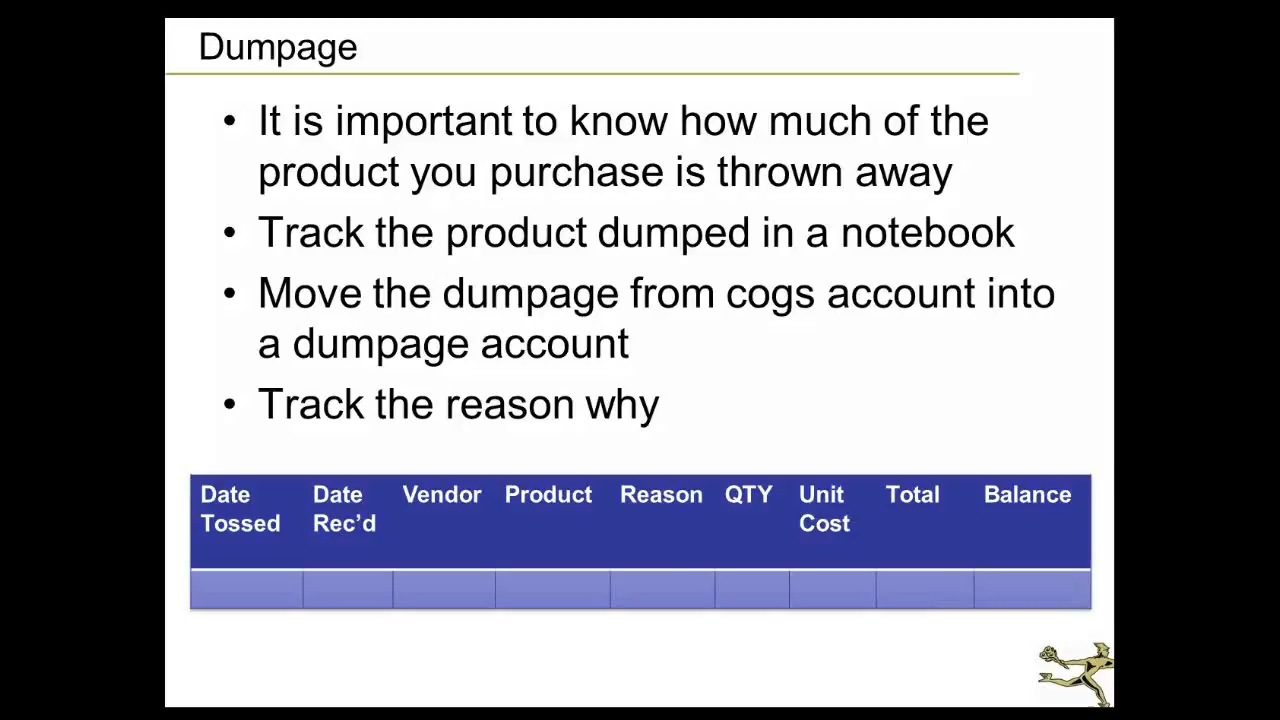 Dumpage
• It is important to know how much of the
product you purchase is thrown away
• Track the product dumped in a notebook
• Move the dumpage from cogs account into
a dumpage account
• Track the reason why
Date Tossed Date Rec’d Vendor Product Reason QTY Unit Cost Total Balance